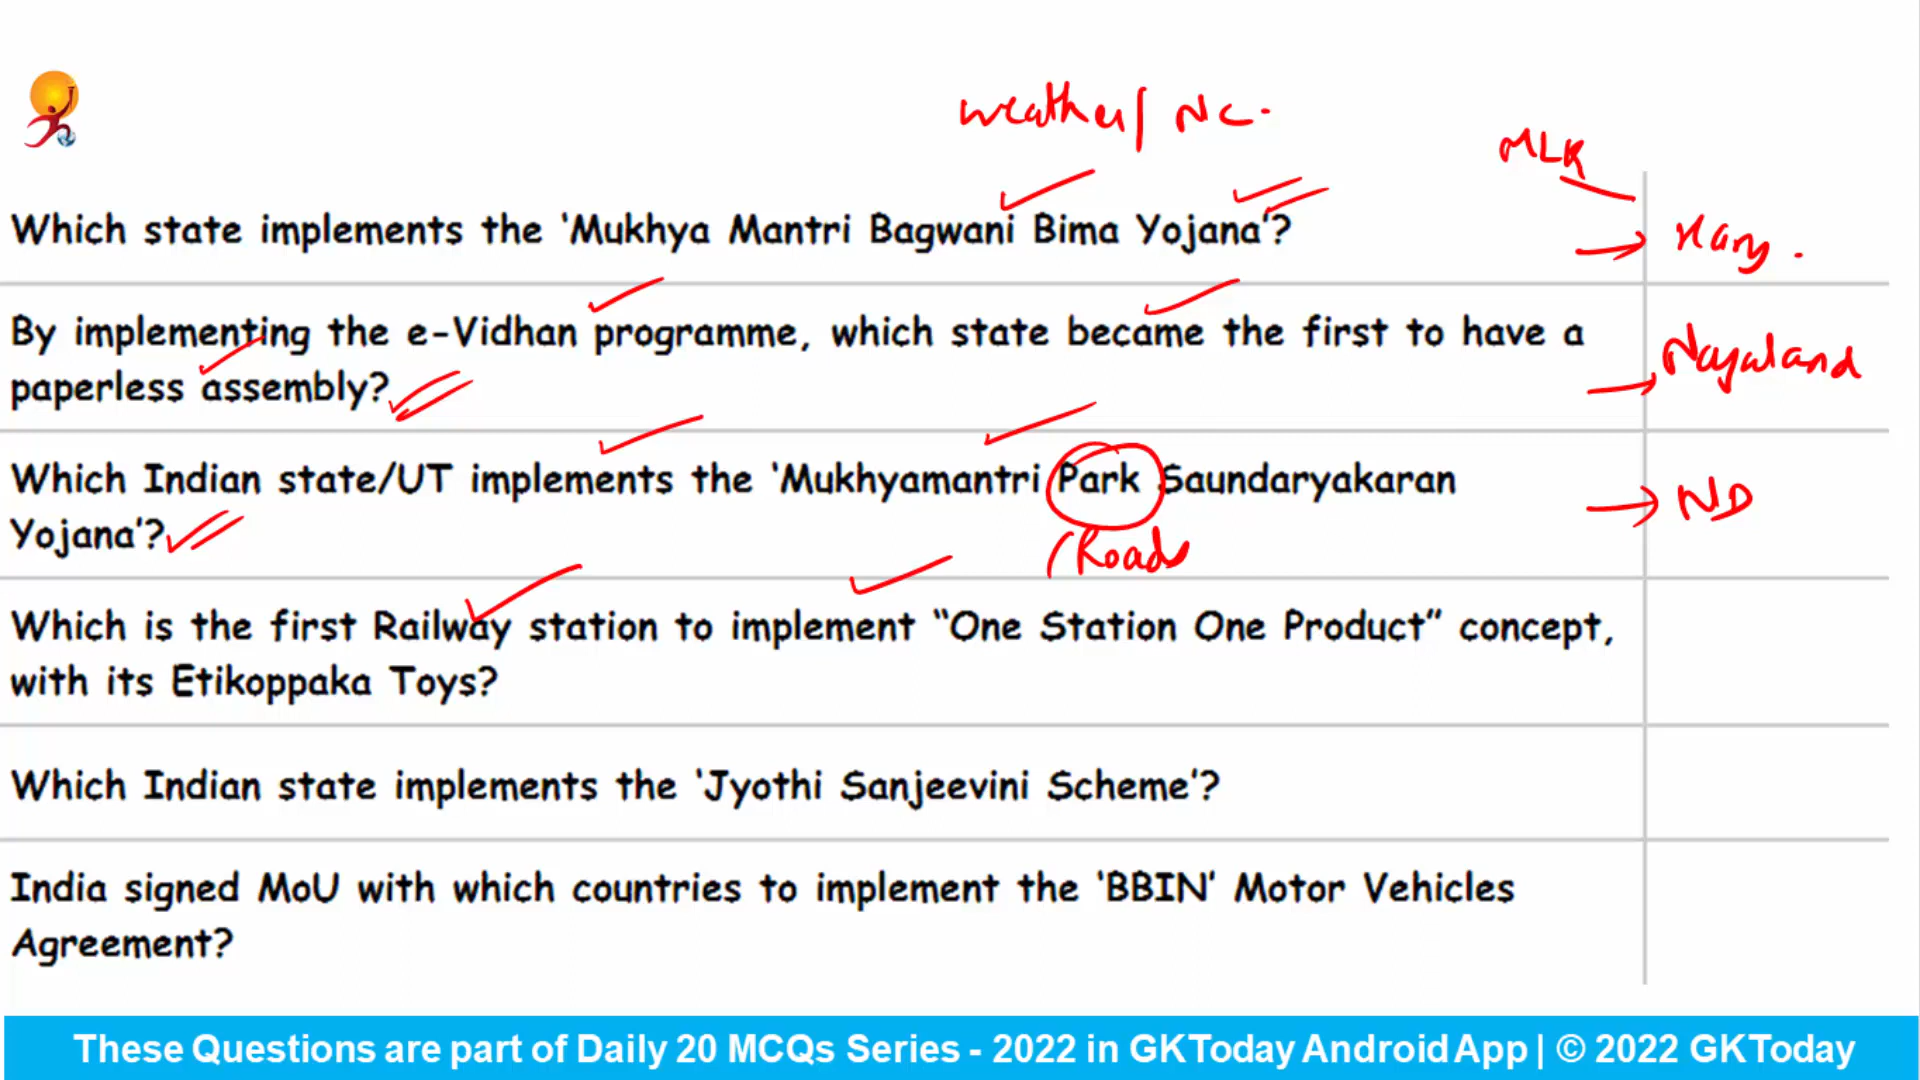 weather/ NC.
MLK
Which state implements the 'Mukhya Mantri Bagwani Bima Yojana'?
Hary.
By implementing the e-Vidhan programme, which state became the first to have a
paperless assembly?
Nagaland
Which Indian state/UT implements the 'Mukhyamantri Park Saundaryakaran
Yojana'?
ND
Roads
Which is the first Railway station to implement “One Station One Product” concept,
with its Etikoppaka Toys?
Which Indian state implements the 'Jyothi Sanjeevini Scheme'?
India signed MoU with which countries to implement the 'BBIN' Motor Vehicles
Agreement?
These Questions are part of Daily 20 MCQs Series - 2022 in GKToday Android App | © 2022 GKToday